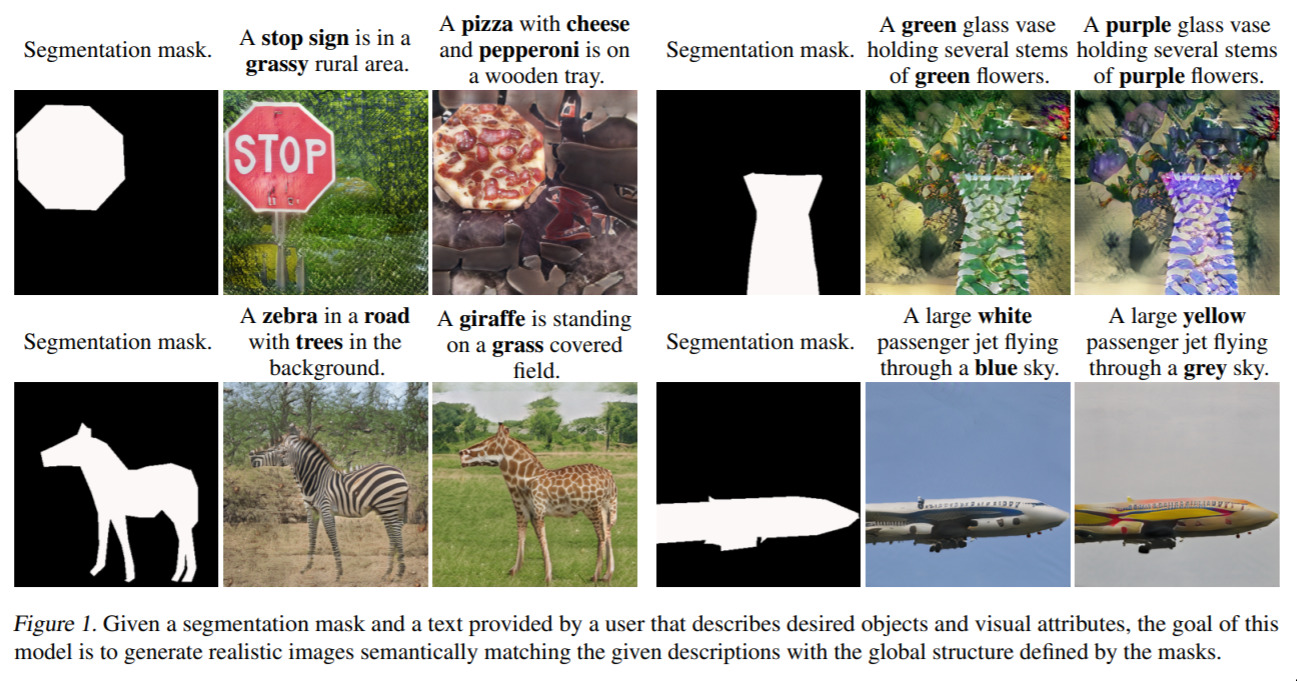 Segmentation mask.
A stop sign is in a
grassy rural area.
A pizza with cheese
and pepperoni is on
a wooden tray.
Segmentation mask.
A green glass vase
holding several stems
of green flowers.
A purple glass vase
holding several stems
of purple flowers.
STOP
Segmentation mask.
A zebra in a road
with trees in the
background.
A giraffe is standing
on a grass covered
field.
Segmentation mask.
A large white
passenger jet flying
through a blue sky.
A large yellow
passenger jet flying
through a grey sky.
Figure 1. Given a segmentation mask and a text provided by a user that describes desired objects and visual attributes, the goal of this
model is to generate realistic images semantically matching the given descriptions with the global structure defined by the masks.